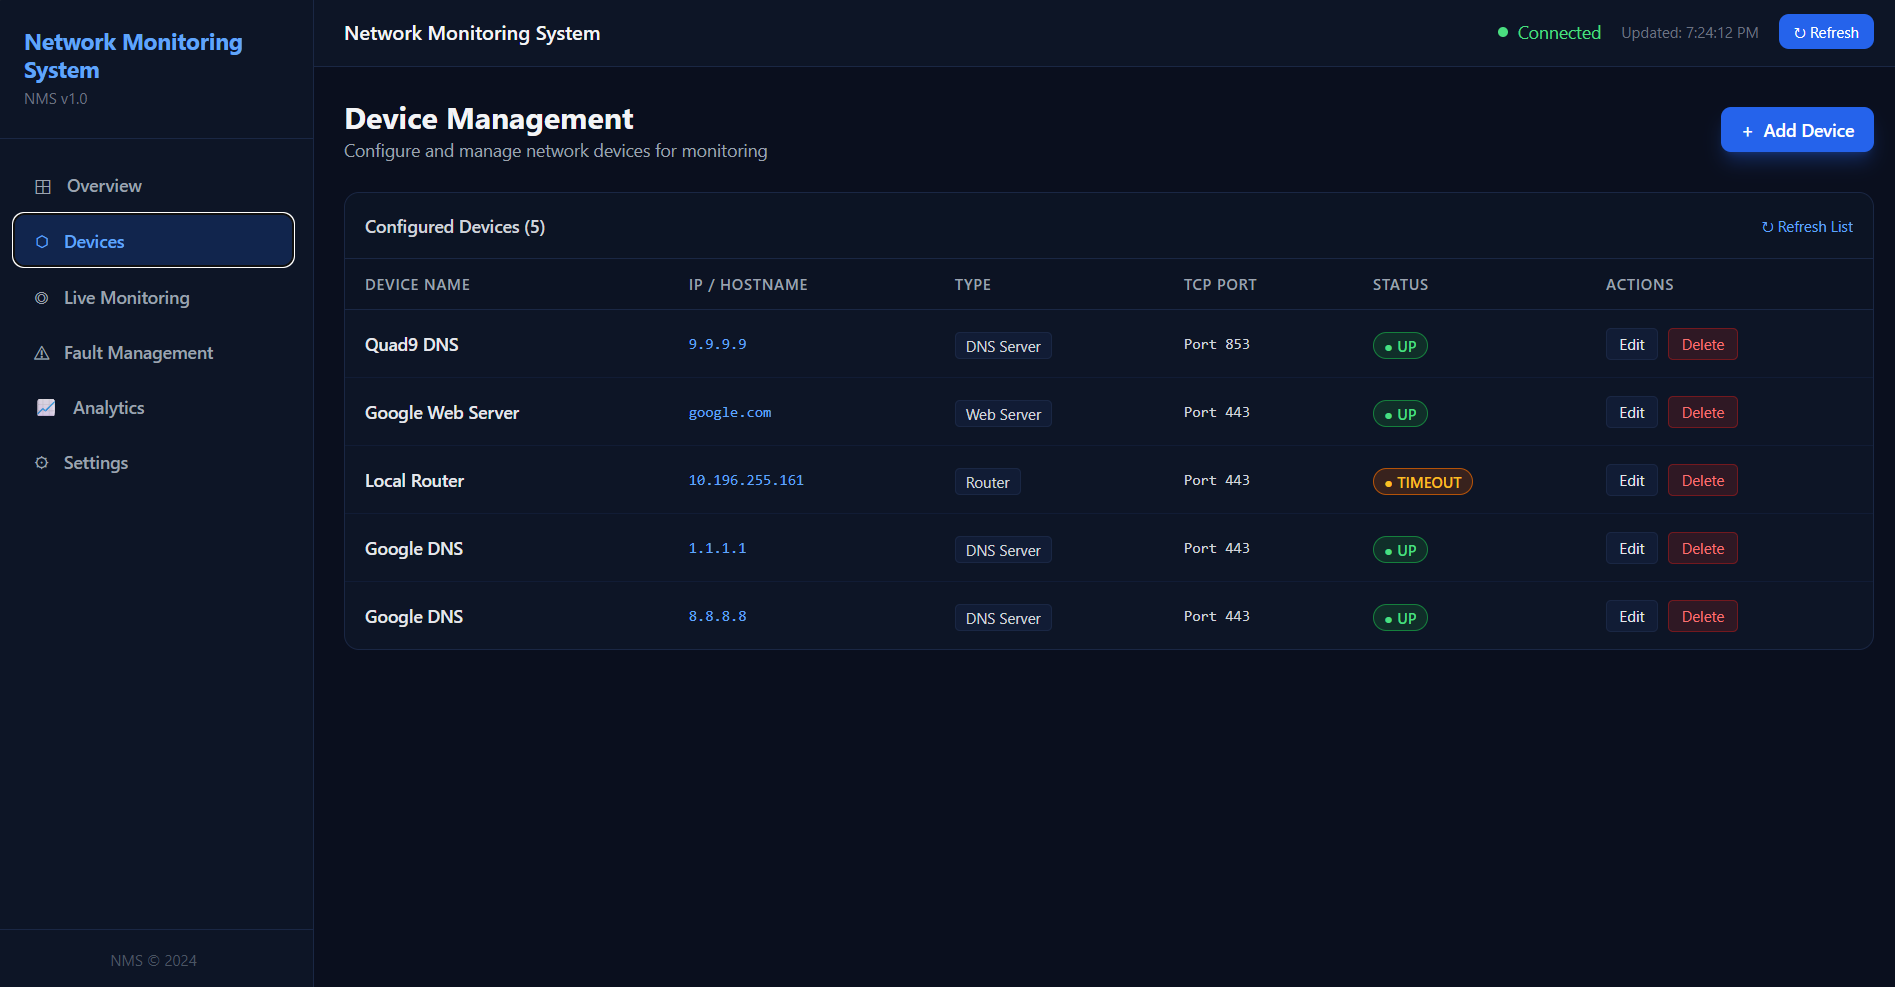 Network Monitoring
System
NMS v1.0
Overview
Devices
Live Monitoring
Fault Management
Analytics
Settings
NMS © 2024
Network Monitoring System
Connected Updated: 7:24:12 PM ↻ Refresh
Device Management
Configure and manage network devices for monitoring
+ Add Device
Configured Devices (5) ↻ Refresh List
DEVICE NAME IP / HOSTNAME TYPE TCP PORT STATUS ACTIONS
Quad9 DNS 9.9.9.9 DNS Server Port 853 ● UP Edit Delete
Google Web Server google.com Web Server Port 443 ● UP Edit Delete
Local Router 10.196.255.161 Router Port 443 ● TIMEOUT Edit Delete
Google DNS 1.1.1.1 DNS Server Port 443 ● UP Edit Delete
Google DNS 8.8.8.8 DNS Server Port 443 ● UP Edit Delete